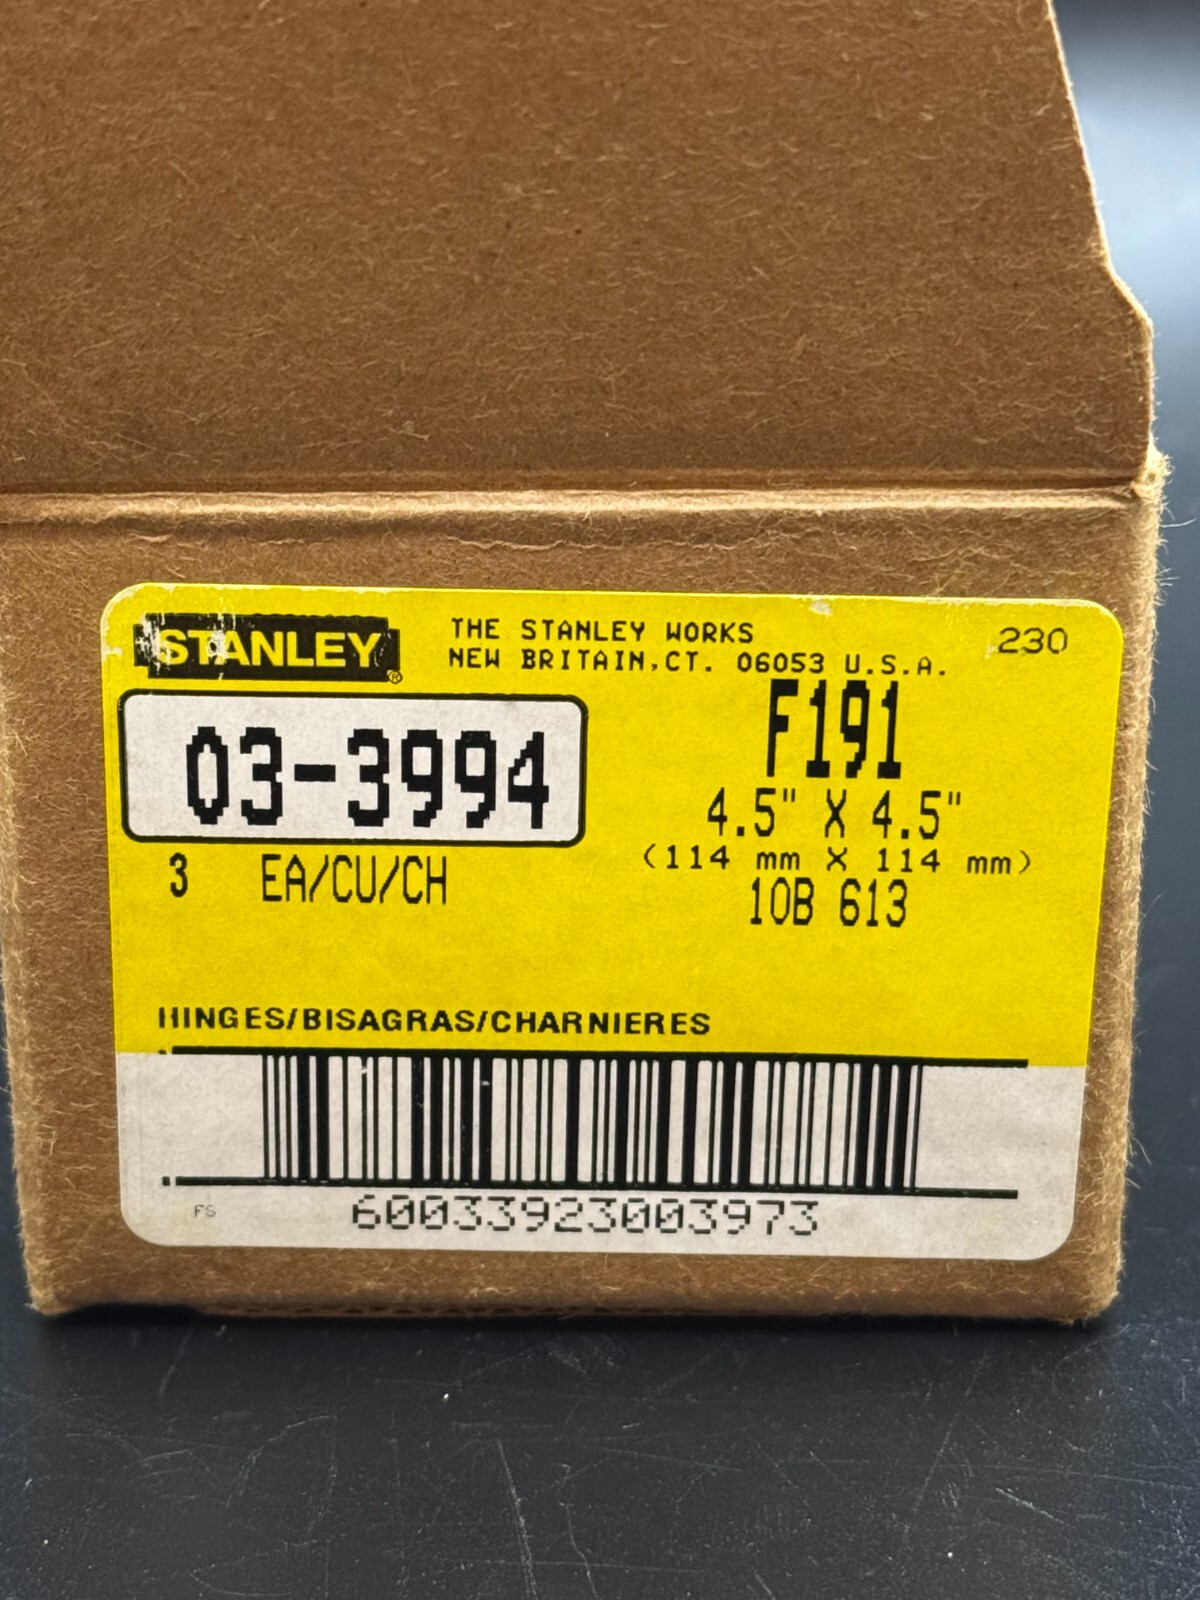 STANLEY®
THE STANLEY WORKS
NEW BRITAIN,CT. 06053 U.S.A.
230
03-3994
F191
4.5" X 4.5"
(114 mm X 114 mm)
10B 613
3 EA/CU/CH
HINGES/BISAGRAS/CHARNIERES
FS
60033923003973